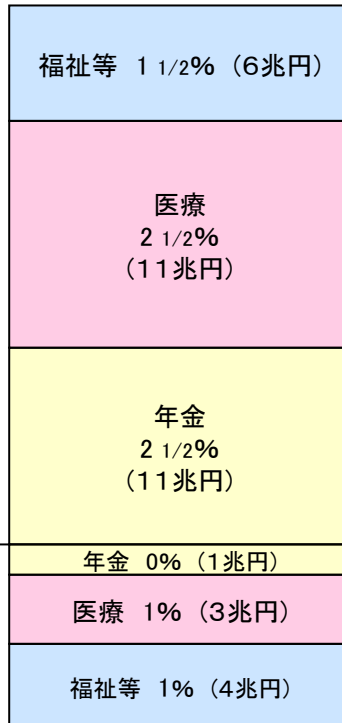 福祉等 1 1/2% (6兆円)
医療
2 1/2%
(11兆円)
年金
2 1/2%
(11兆円)
年金 0% (1兆円)
医療 1% (3兆円)
福祉等 1% (4兆円)